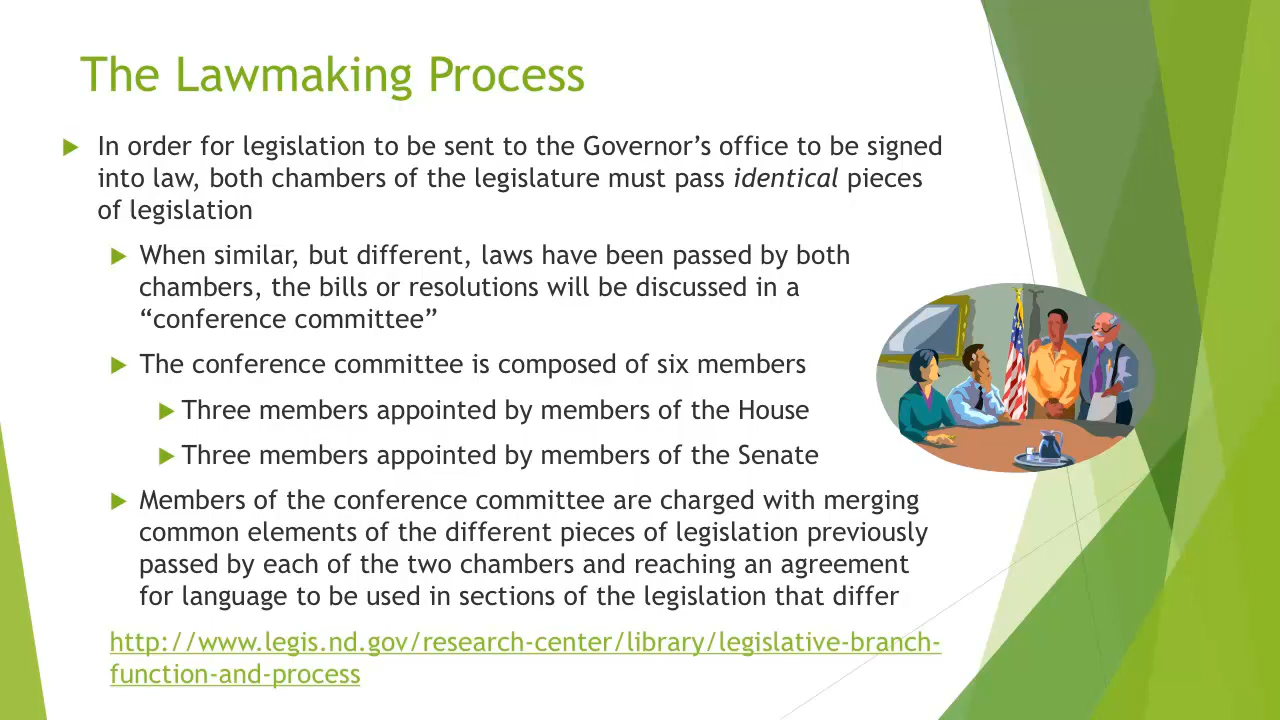 The Lawmaking Process
In order for legislation to be sent to the Governor’s office to be signed
into law, both chambers of the legislature must pass identical pieces
of legislation
When similar, but different, laws have been passed by both
chambers, the bills or resolutions will be discussed in a
“conference committee”
The conference committee is composed of six members
Three members appointed by members of the House
Three members appointed by members of the Senate
Members of the conference committee are charged with merging
common elements of the different pieces of legislation previously
passed by each of the two chambers and reaching an agreement
for language to be used in sections of the legislation that differ
http://www.legis.nd.gov/research-center/library/legislative-branch-
function-and-process